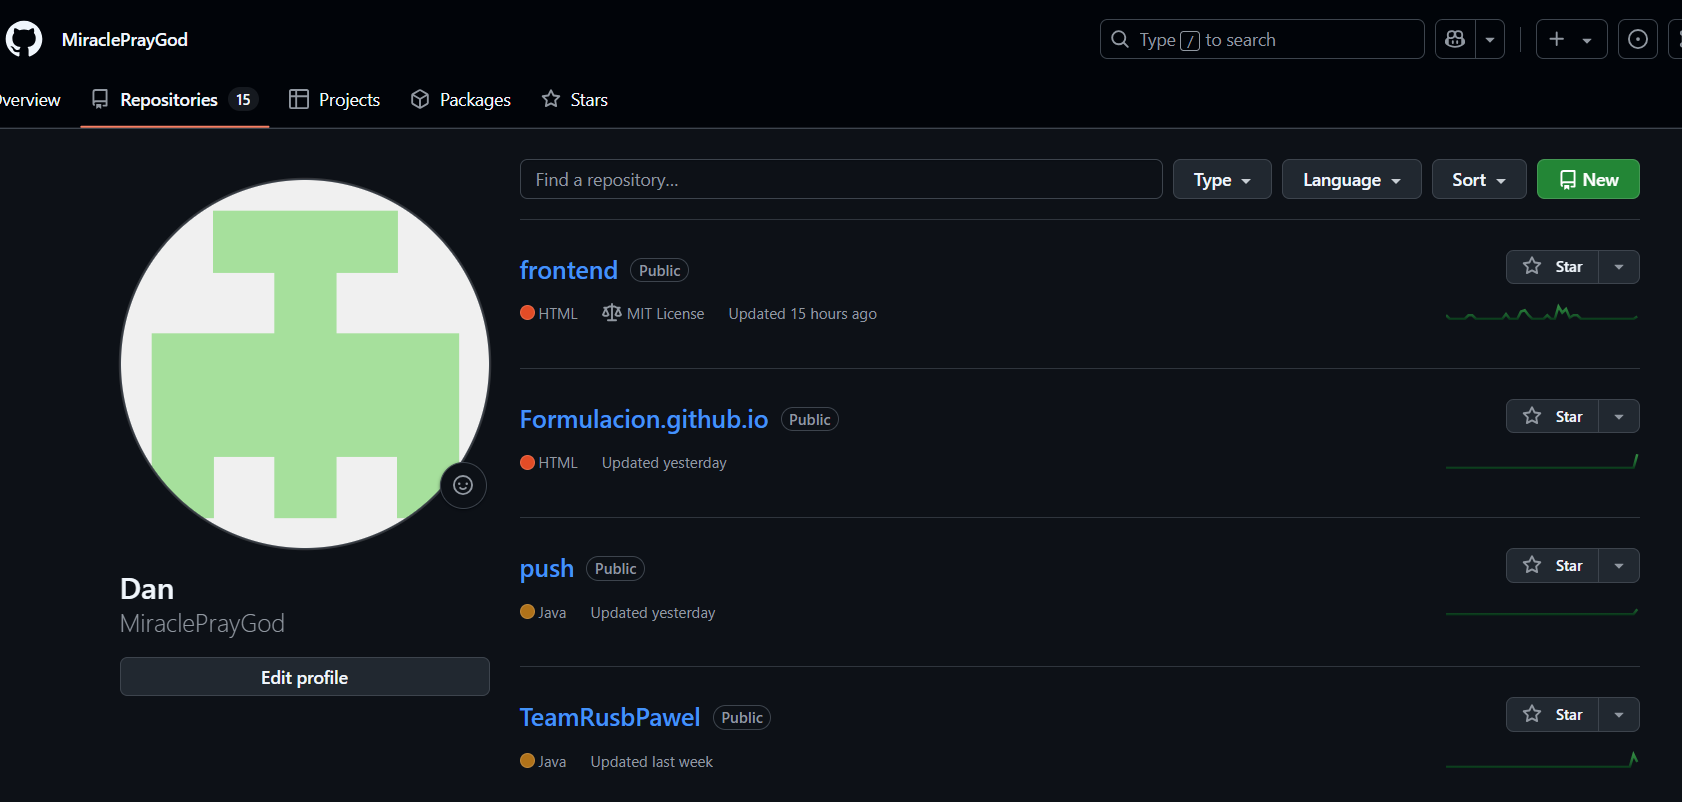 MiraclePrayGod
Type / to search
verview
Repositories 15
Projects
Packages
Stars
Find a repository...
Type
Language
Sort
New
frontend Public
Star
HTML MIT License Updated 15 hours ago
Formulacion.github.io Public
Star
HTML Updated yesterday
push Public
Star
Java Updated yesterday
Dan
MiraclePrayGod
Edit profile
TeamRusbPawel Public
Star
Java Updated last week